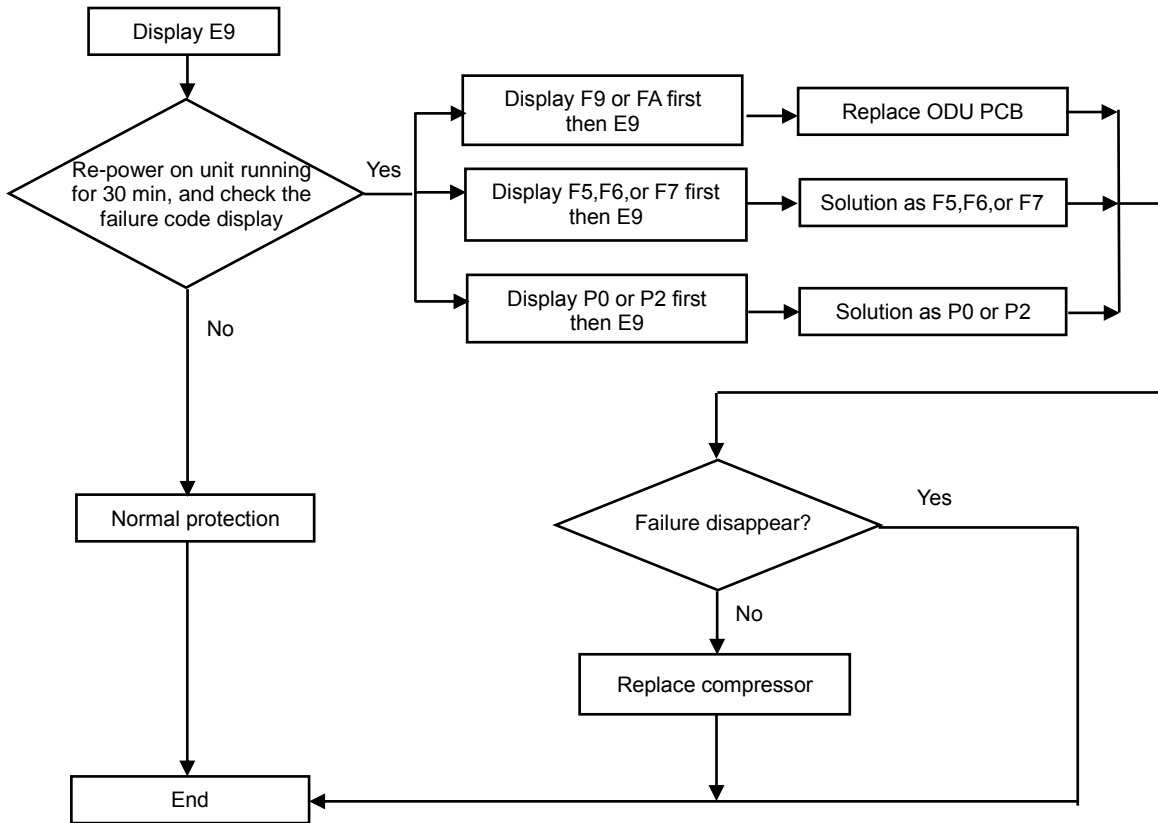 Display E9
Re-power on unit running
for 30 min, and check the
failure code display
Yes
Display F9 or FA first
then E9
Replace ODU PCB
Display F5,F6,or F7 first
then E9
Solution as F5,F6,or F7
Display P0 or P2 first
then E9
Solution as P0 or P2
No
Normal protection
Failure disappear?
Yes
No
Replace compressor
End